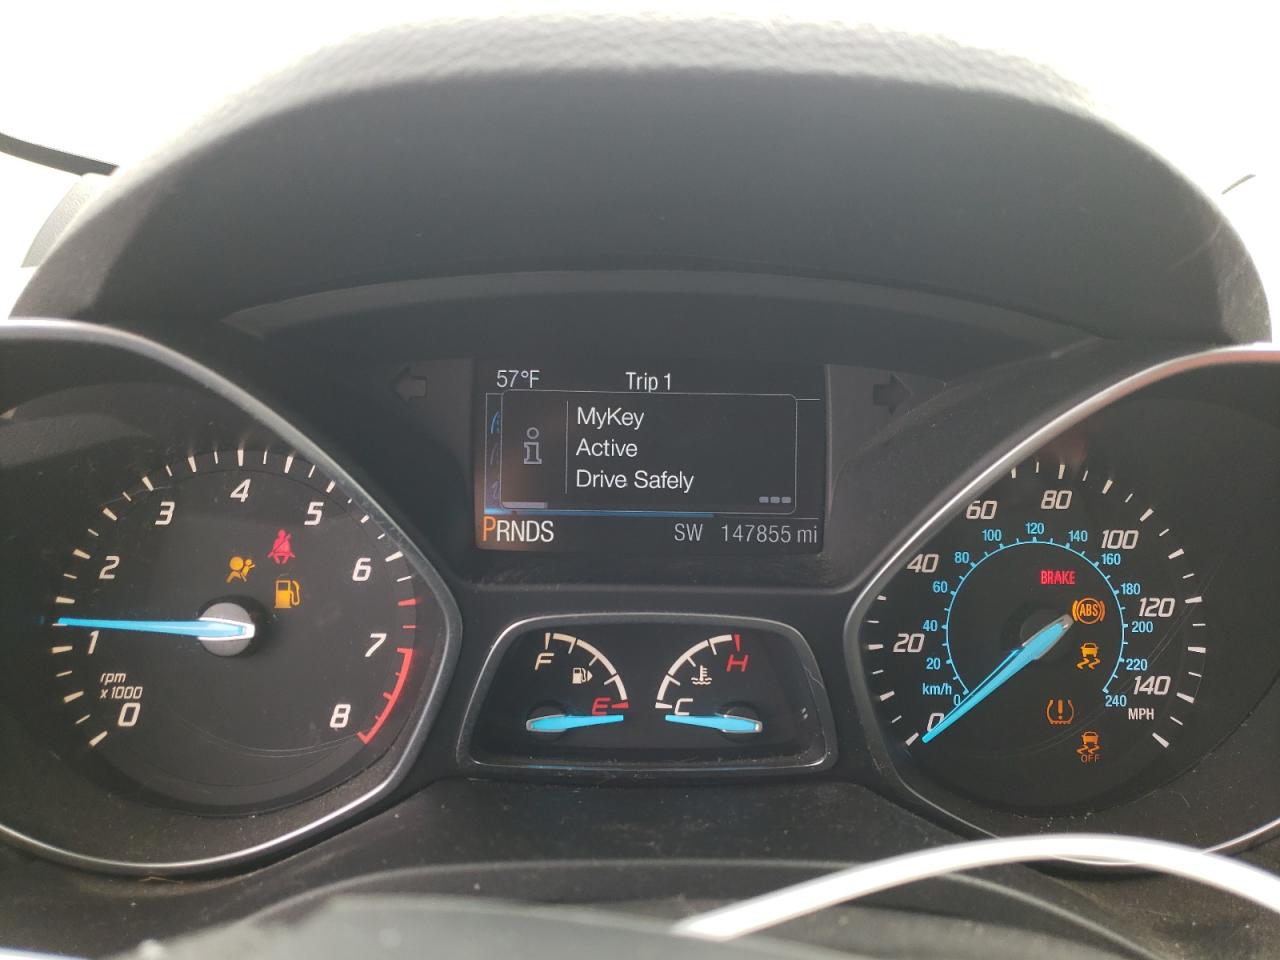 57°F Trip 1
MyKey
Active
Drive Safely
PRNDS SW 147855 mi
0
1
2
3
4
5
6
7
8
rpm
x1000
F
E
C
H
0
20
40
60
80
100
120
140
MPH
km/h
0
20
40
60
80
100
120
140
160
180
200
220
240
BRAKE
ABS
OFF